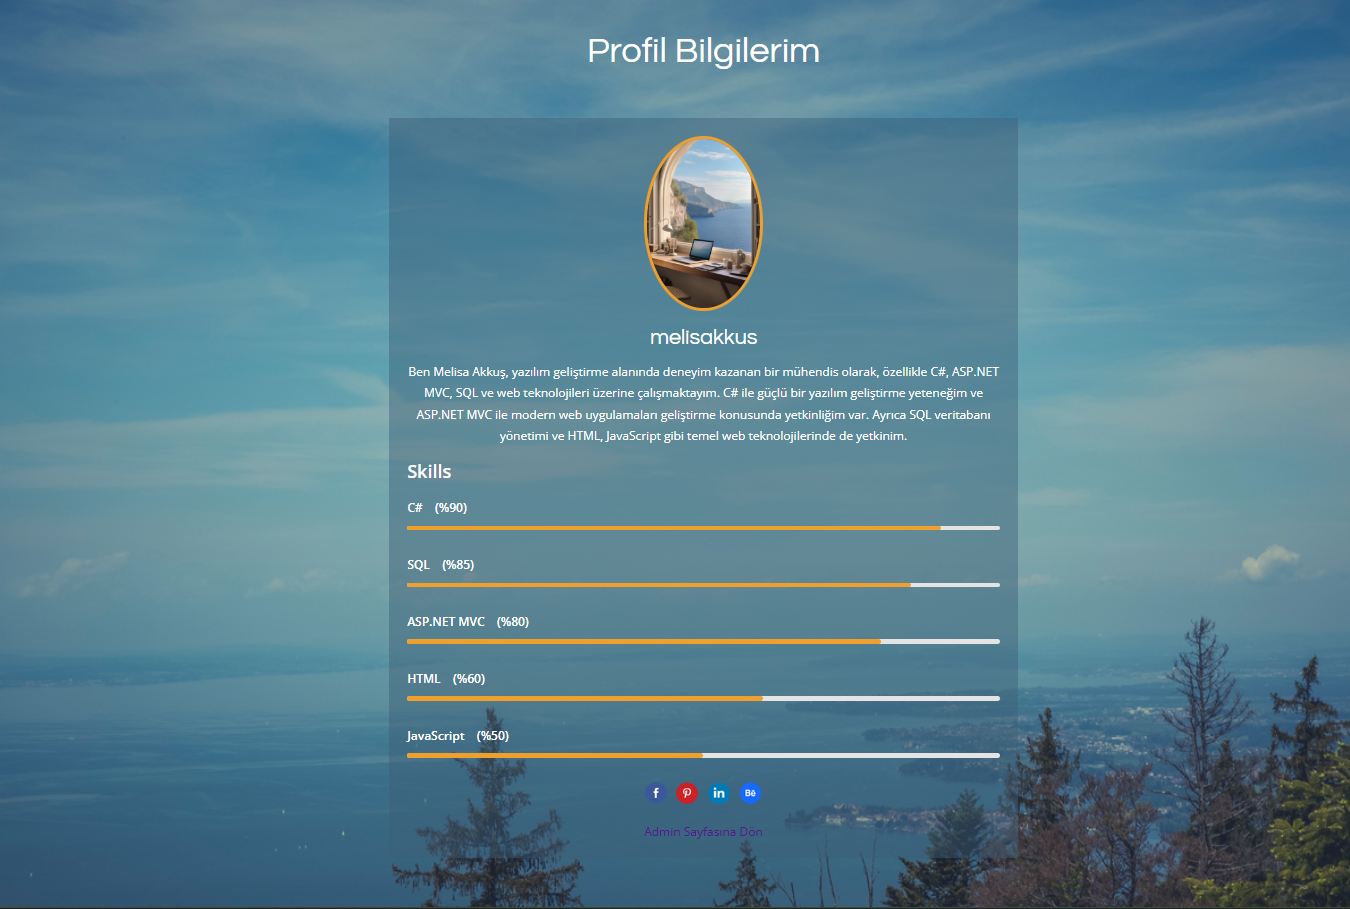 Profil Bilgilerim
melisakkus
Ben Melisa Akkuş, yazılım geliştirme alanında deneyim kazanan bir mühendis olarak, özellikle C#, ASP.NET
MVC, SQL ve web teknolojileri üzerine çalışmaktayım. C# ile güçlü bir yazılım geliştirme yeteneğim ve
ASP.NET MVC ile modern web uygulamaları geliştirme konusunda yetkinliğim var. Ayrıca SQL veritabanı
yönetimi ve HTML, JavaScript gibi temel web teknolojilerinde de yetkinim.
Skills
C# (%90)
SQL (%85)
ASP.NET MVC (%80)
HTML (%60)
JavaScript (%50)
f in Bē
Admin Sayfasına Dön